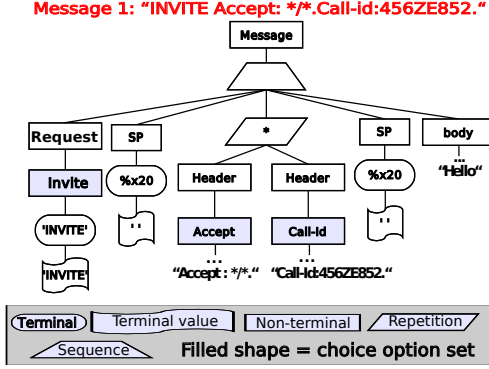 Message 1: “INVITE Accept: */*.Call-id:456ZE852.“
Message
Request SP * SP body
...
“Hello“
Invite %x20 Header Header %x20
'INVITE' ' ' Accept Call-id ' '
... ...
'INVITE' “Accept : */*.“ “Call-id:456ZE852.“
Terminal Terminal value Non-terminal Repetition
Sequence Filled shape = choice option set